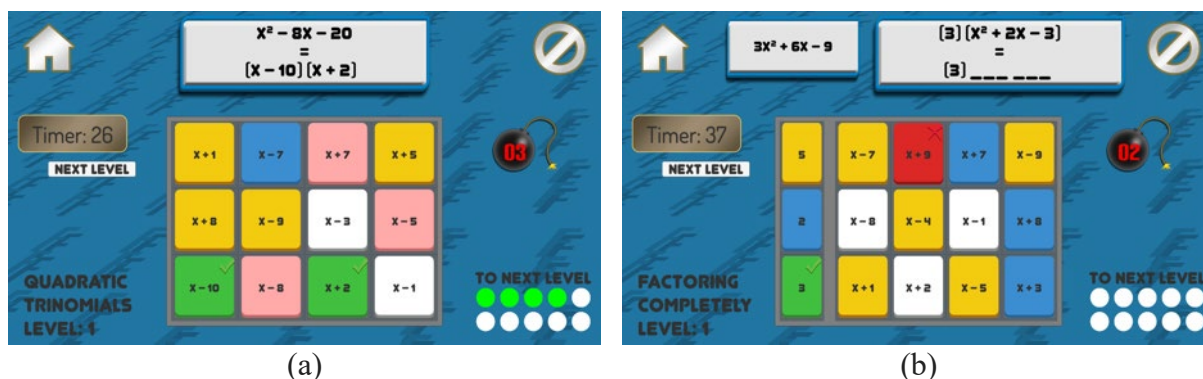 X² – 8X – 20
=
(X – 10) (X + 2)
Timer: 26
NEXT LEVEL
X + 1 X – 7 X + 7 X + 5
X + 8 X – 9 X – 3 X – 5
X – 10 X – 8 X + 2 X – 1
03
QUADRATIC
TRINOMIALS
LEVEL: 1
TO NEXT LEVEL
(a)
3X² + 6X – 9
(3) (X² + 2X – 3)
=
(3) ___ ___
Timer: 37
NEXT LEVEL
5 X – 7 X + 9 X + 7 X – 9
2 X – 8 X – 4 X – 1 X + 8
3 X + 1 X + 2 X – 5 X + 3
02
FACTORING
COMPLETELY
LEVEL: 1
TO NEXT LEVEL
(b)